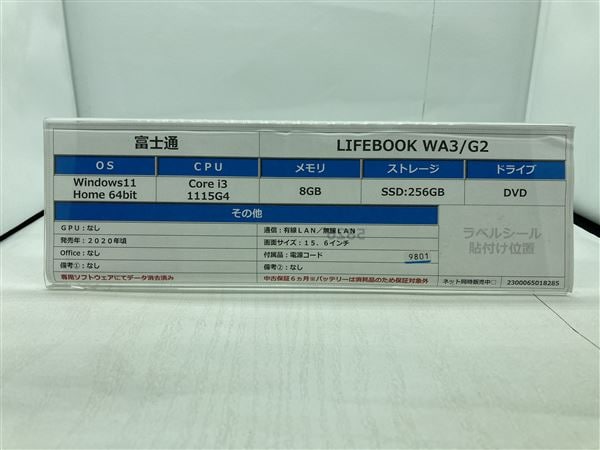 富士通 LIFEBOOK WA3/G2
OS CPU メモリ ストレージ ドライブ
Windows11 Home 64bit Core i3 1115G4 8GB SSD:256GB DVD
その他
GPU:なし 通信:有線LAN/無線LAN
発売年:2020年頃 画面サイズ:15.6インチ
Office:なし 付属品:電源コード 9801
備考①:なし 備考②:なし
専用ソフトウェアにてデータ消去済み 中古保証6ヵ月※バッテリーは消耗品のため保証対象外
ラベルシール
貼付け位置
ネット同時販売中□ 2300065018285